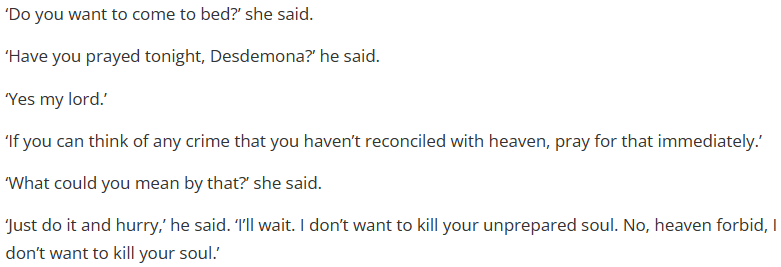 ‘Do you want to come to bed?’ she said.
‘Have you prayed tonight, Desdemona?’ he said.
‘Yes my lord.’
‘If you can think of any crime that you haven’t reconciled with heaven, pray for that immediately.’
‘What could you mean by that?’ she said.
‘Just do it and hurry,’ he said. ‘I’ll wait. I don’t want to kill your unprepared soul. No, heaven forbid, I
don’t want to kill your soul.’